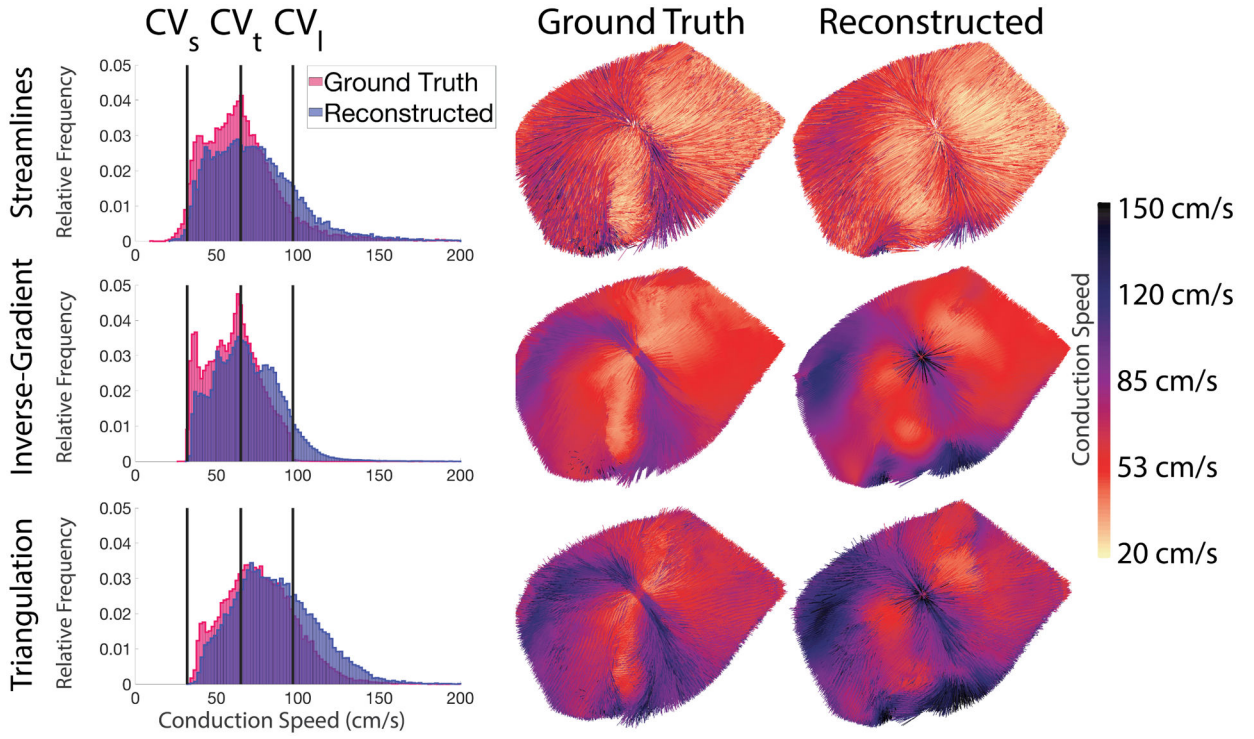 CVs CVt CVl
Ground Truth
Reconstructed
Streamlines
Relative Frequency
0.05
0.04
0.03
0.02
0.01
0
0
50
100
150
200
Ground Truth
Reconstructed
Inverse-Gradient
Relative Frequency
0.05
0.04
0.03
0.02
0.01
0
0
50
100
150
200
Triangulation
Relative Frequency
0.05
0.04
0.03
0.02
0.01
0
0
50
100
150
200
Conduction Speed (cm/s)
Conduction Speed
150 cm/s
120 cm/s
85 cm/s
53 cm/s
20 cm/s